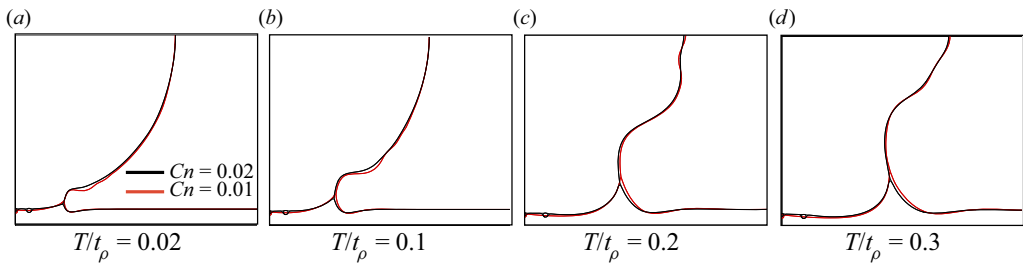 (a)
(b)
(c)
(d)
Cn = 0.02
Cn = 0.01
T/tρ = 0.02
T/tρ = 0.1
T/tρ = 0.2
T/tρ = 0.3